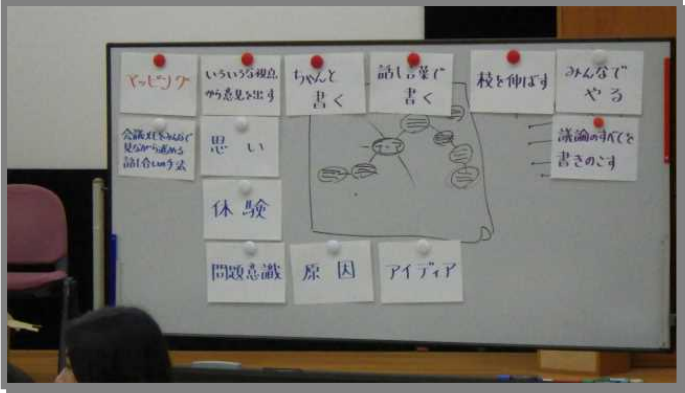 マッピング
いろいろな視点
から意見を出す
ちゃんと
書く
話し言葉で
書く
枝を伸ばす
みんなで
やる
会議メモをみんなで
見ながら進める
話し合いの手法
思い
議論のすべてを
書きのこす
体験
問題意識
原因
アイディア